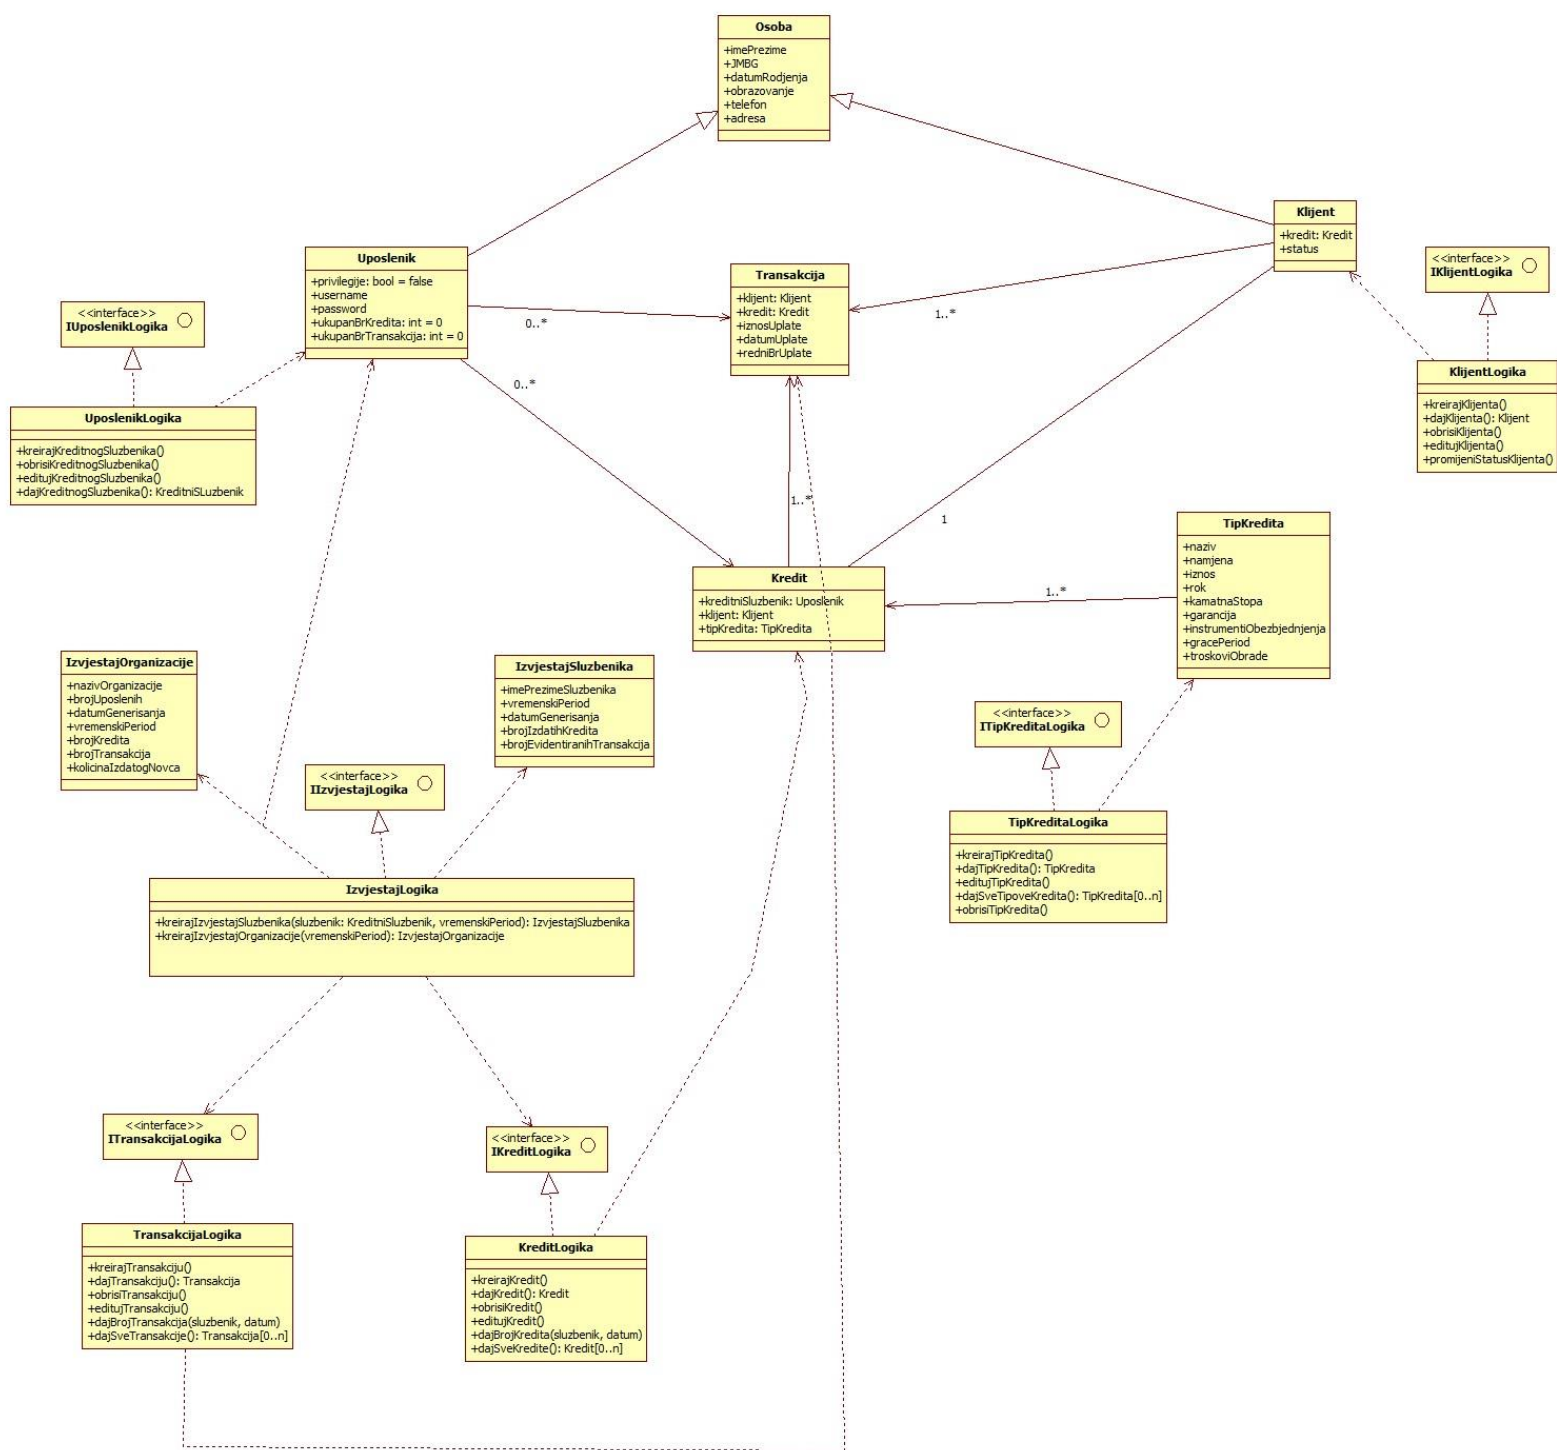 Osoba
+imePrezime
+JMBG
+datumRodjenja
+obrazovanje
+telefon
+adresa
Klijent
+kredit: Kredit
+status
Uposlenik
+privilegije: bool = false
+username
+password
+ukupanBrKredita: int = 0
+ukupanBrTransakcija: int = 0
Transakcija
+klijent: Klijent
+kredit: Kredit
+iznosUplate
+datumUplate
+redniBrUplate
<<interface>>
IKlijentLogika
<<interface>>
IUposlenikLogika
0..*
1..*
KlijentLogika
+kreirajKlijenta()
+dajKlijenta(): Klijent
+obrisiKlijenta()
+editujKlijenta()
+promijeniStatusKlijenta()
0..*
UposlenikLogika
+kreirajKreditnogSluzbenika()
+obrisiKreditnogSluzbenika()
+editujKreditnogSluzbenika()
+dajKreditnogSluzbenika(): KreditniSLuzbenik
1..*
1
TipKredita
+naziv
+namjena
+iznos
+rok
+kamatnaStopa
+garancija
+instrumentiObezbjednjenja
+gracePeriod
+troskoviObrade
Kredit
+kreditniSluzbenik: Uposlenik
+klijent: Klijent
+tipKredita: TipKredita
1..*
IzvjestajOrganizacije
+nazivOrganizacije
+brojUposlenih
+datumGenerisanja
+vremenskiPeriod
+brojKredita
+brojTransakcija
+kolicinaIzdatogNovca
IzvjestajSluzbenika
+imePrezimeSluzbenika
+vremenskiPeriod
+datumGenerisanja
+brojIzdatihKredita
+brojEvidentiranihTransakcija
<<interface>>
ITipKreditaLogika
<<interface>>
IIzvjestajLogika
TipKreditaLogika
+kreirajTipKredita()
+dajTipKredita(): TipKredita
+editujTipKredita()
+dajSveTipoveKredita(): TipKredita[0..n]
+obrisiTipKredita()
IzvjestajLogika
+kreirajIzvjestajSluzbenika(sluzbenik: KreditniSluzbenik, vremenskiPeriod): IzvjestajSluzbenika
+kreirajIzvjestajOrganizacije(vremenskiPeriod): IzvjestajOrganizacije
<<interface>>
ITransakcijaLogika
<<interface>>
IKreditLogika
TransakcijaLogika
+kreirajTransakciju()
+dajTransakciju(): Transakcija
+obrisiTransakciju()
+editujTransakciju()
+dajBrojTransakcija(sluzbenik, datum)
+dajSveTransakcije(): Transakcija[0..n]
KreditLogika
+kreirajKredit()
+dajKredit(): Kredit
+obrisiKredit()
+editujKredit()
+dajBrojKredita(sluzbenik, datum)
+dajSveKredite(): Kredit[0..n]